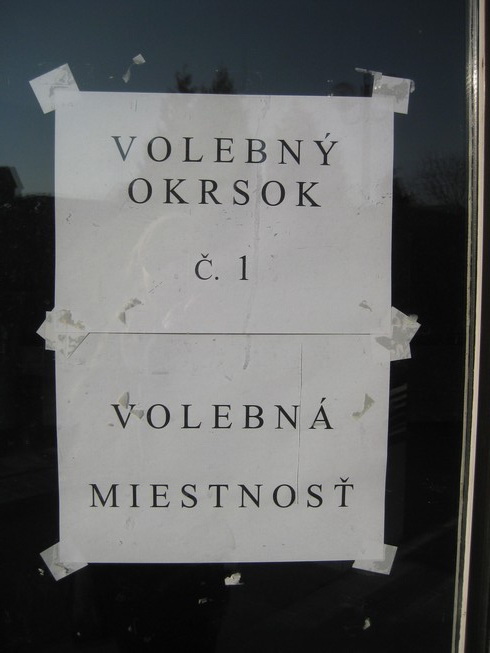 VOLEBNÝ
OKRSOK
Č. 1
VOLEBNÁ
MIESTNOSŤ